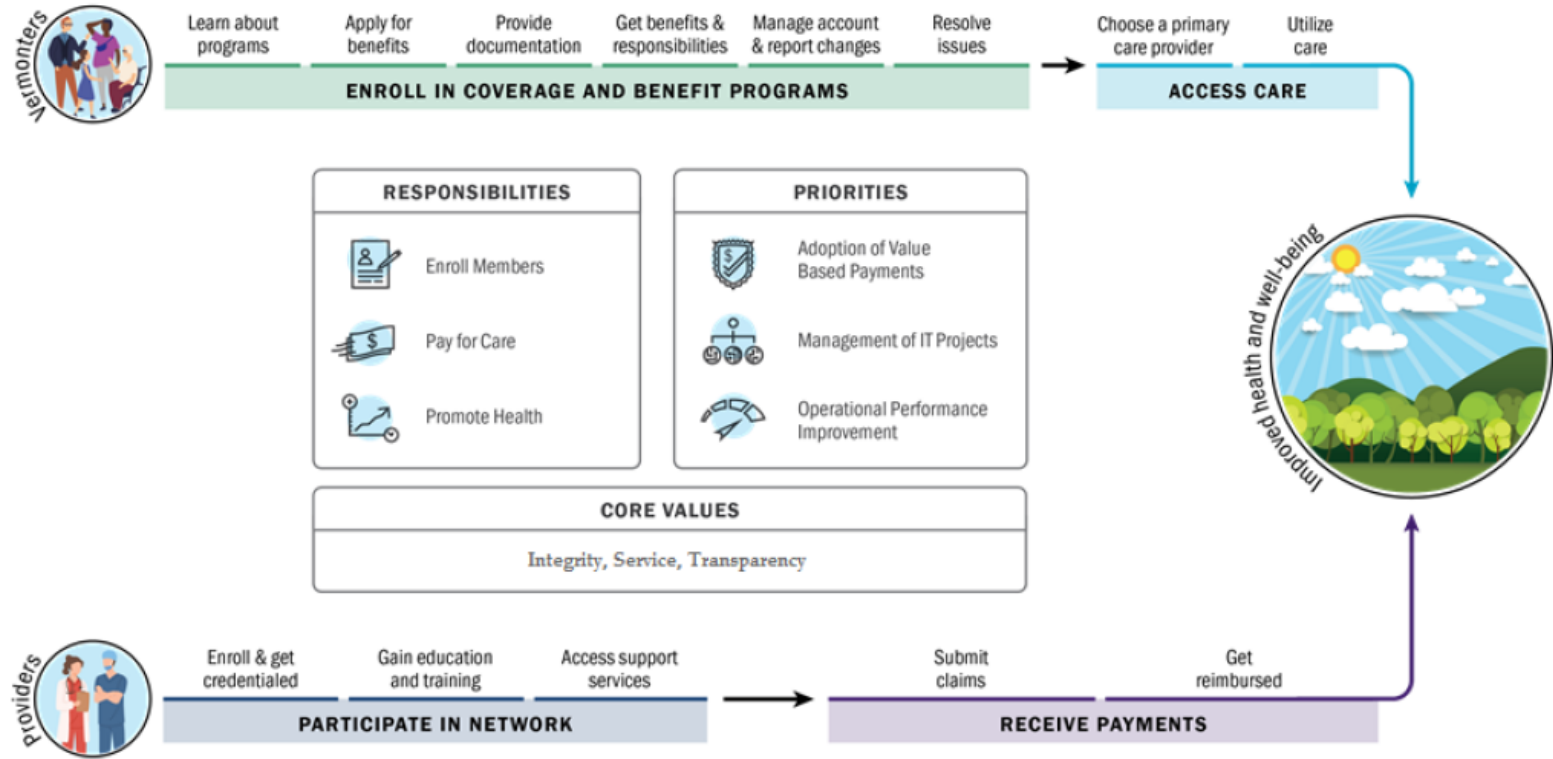 Vermonters
Learn about
programs
Apply for
benefits
Provide
documentation
Get benefits &
responsibilities
Manage account
& report changes
Resolve
issues
Choose a primary
care provider
Utilize
care
ENROLL IN COVERAGE AND BENEFIT PROGRAMS
ACCESS CARE
RESPONSIBILITIES
Enroll Members
$
Pay for Care
Promote Health
PRIORITIES
$
Adoption of Value
Based Payments
Management of IT Projects
Operational Performance
Improvement
Improved health and well-being
CORE VALUES
Integrity, Service, Transparency
Providers
Enroll & get
credentialed
Gain education
and training
Access support
services
Submit
claims
Get
reimbursed
PARTICIPATE IN NETWORK
RECEIVE PAYMENTS